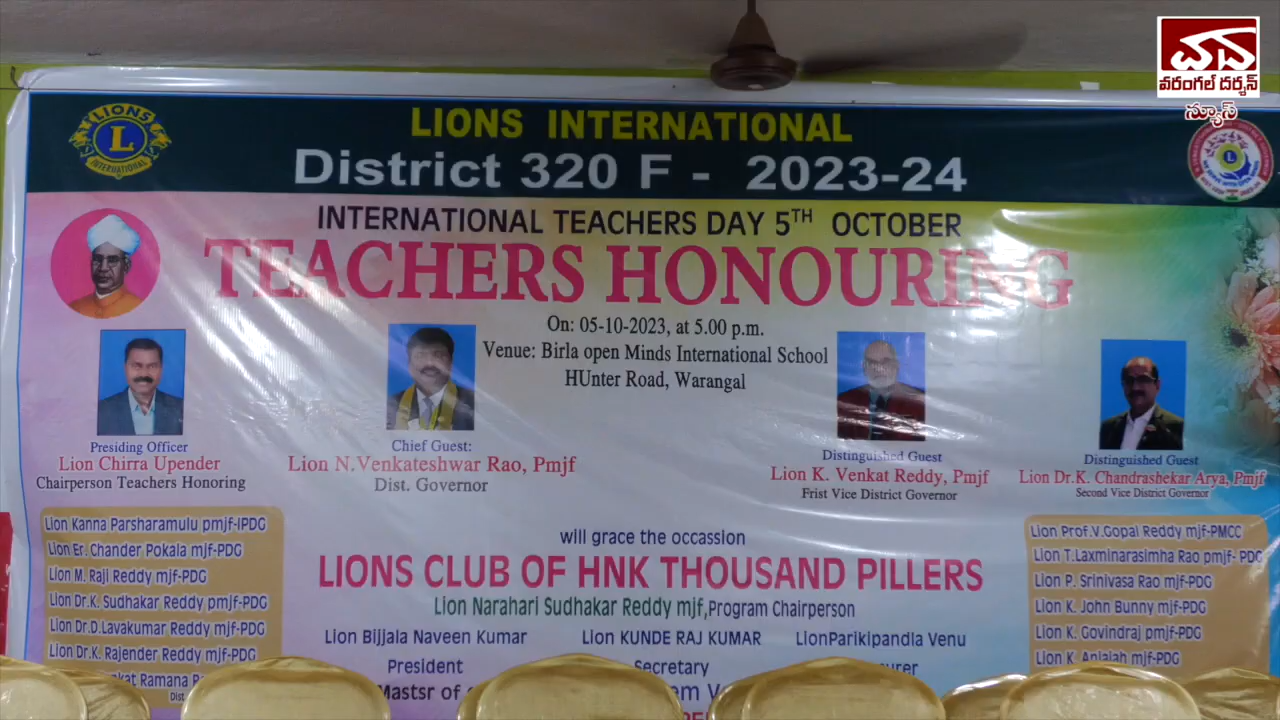 వద
వరంగల్ దర్శన్
న్యూస్
LIONS
L
INTERNATIONAL
LIONS INTERNATIONAL
District 320 F - 2023-24
INTERNATIONAL TEACHERS DAY 5TH OCTOBER
TEACHERS HONOURING
On: 05-10-2023, at 5.00 p.m.
Venue: Birla open Minds International School
HUnter Road, Warangal
Presiding Officer
Lion Chirra Upender
Chairperson Teachers Honoring
Chief Guest:
Lion N.Venkateshwar Rao, Pmjf
Dist. Governor
Distinguished Guest
Lion K. Venkat Reddy, Pmjf
Frist Vice District Governor
Distinguished Guest
Lion Dr.K. Chandrashekar Arya, Pmjf
Second Vice District Governor
Lion Kanna Parsharamulu pmjf-IPDG
Lion Er. Chander Pokala mjf-PDG
Lion M. Raji Reddy mjf-PDG
Lion Dr.K. Sudhakar Reddy pmjf-PDG
Lion Dr.D.Lavakumar Reddy mjf-PDG
Lion Dr.K. Rajender Reddy mjf-PDG
Ramana
Dist
will grace the occassion
LIONS CLUB OF HNK THOUSAND PILLERS
Lion Narahari Sudhakar Reddy mjf,Program Chairperson
Lion Bijjala Naveen Kumar
President
Lion KUNDE RAJ KUMAR
Secretary
LionParikipandla Venu
Mastsr of
Lion Prof.V.Gopal Reddy mjf-PMCC
Lion T.Laxminarasimha Rao pmjf- PDG
Lion P. Srinivasa Rao mjf-PDG
Lion K. John Bunny mjf-PDG
Lion K. Govindraj pmjf-PDG
Lion K. Anjaiah mjf-PDG